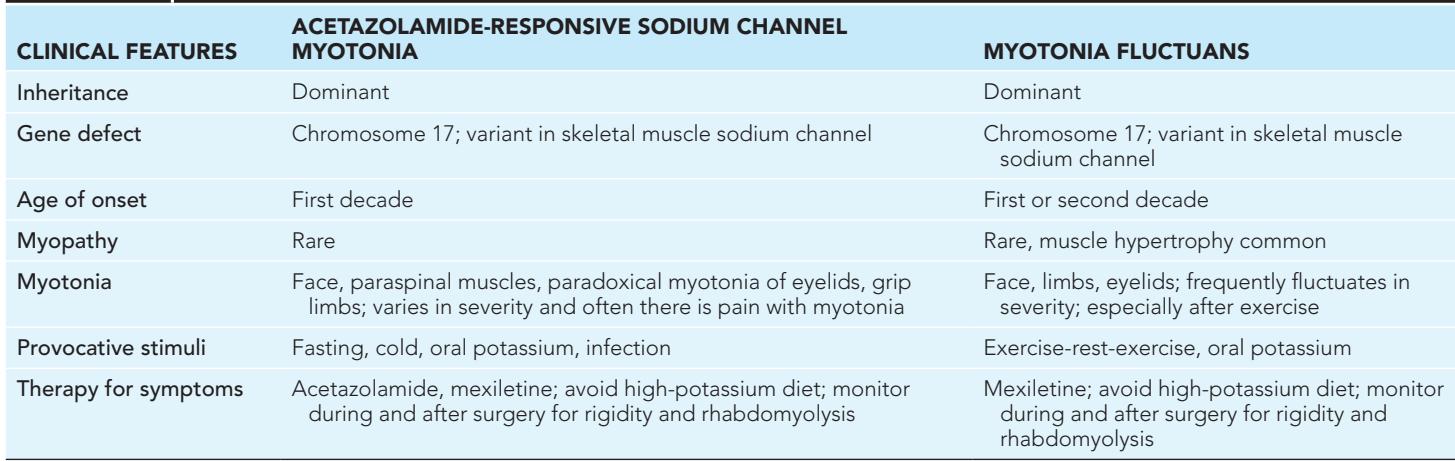 CLINICAL FEATURES ACETAZOLAMIDE-RESPONSIVE SODIUM CHANNEL MYOTONIA MYOTONIA FLUCTUANS
Inheritance Dominant Dominant
Gene defect Chromosome 17; variant in skeletal muscle sodium channel Chromosome 17; variant in skeletal muscle
sodium channel
Age of onset First decade First or second decade
Myopathy Rare Rare, muscle hypertrophy common
Myotonia Face, paraspinal muscles, paradoxical myotonia of eyelids, grip Face, limbs, eyelids; frequently fluctuates in
limbs; varies in severity and often there is pain with myotonia severity; especially after exercise
Provocative stimuli Fasting, cold, oral potassium, infection Exercise-rest-exercise, oral potassium
Therapy for symptoms Acetazolamide, mexiletine; avoid high-potassium diet; monitor Mexiletine; avoid high-potassium diet; monitor
during and after surgery for rigidity and rhabdomyolysis during and after surgery for rigidity and
rhabdomyolysis